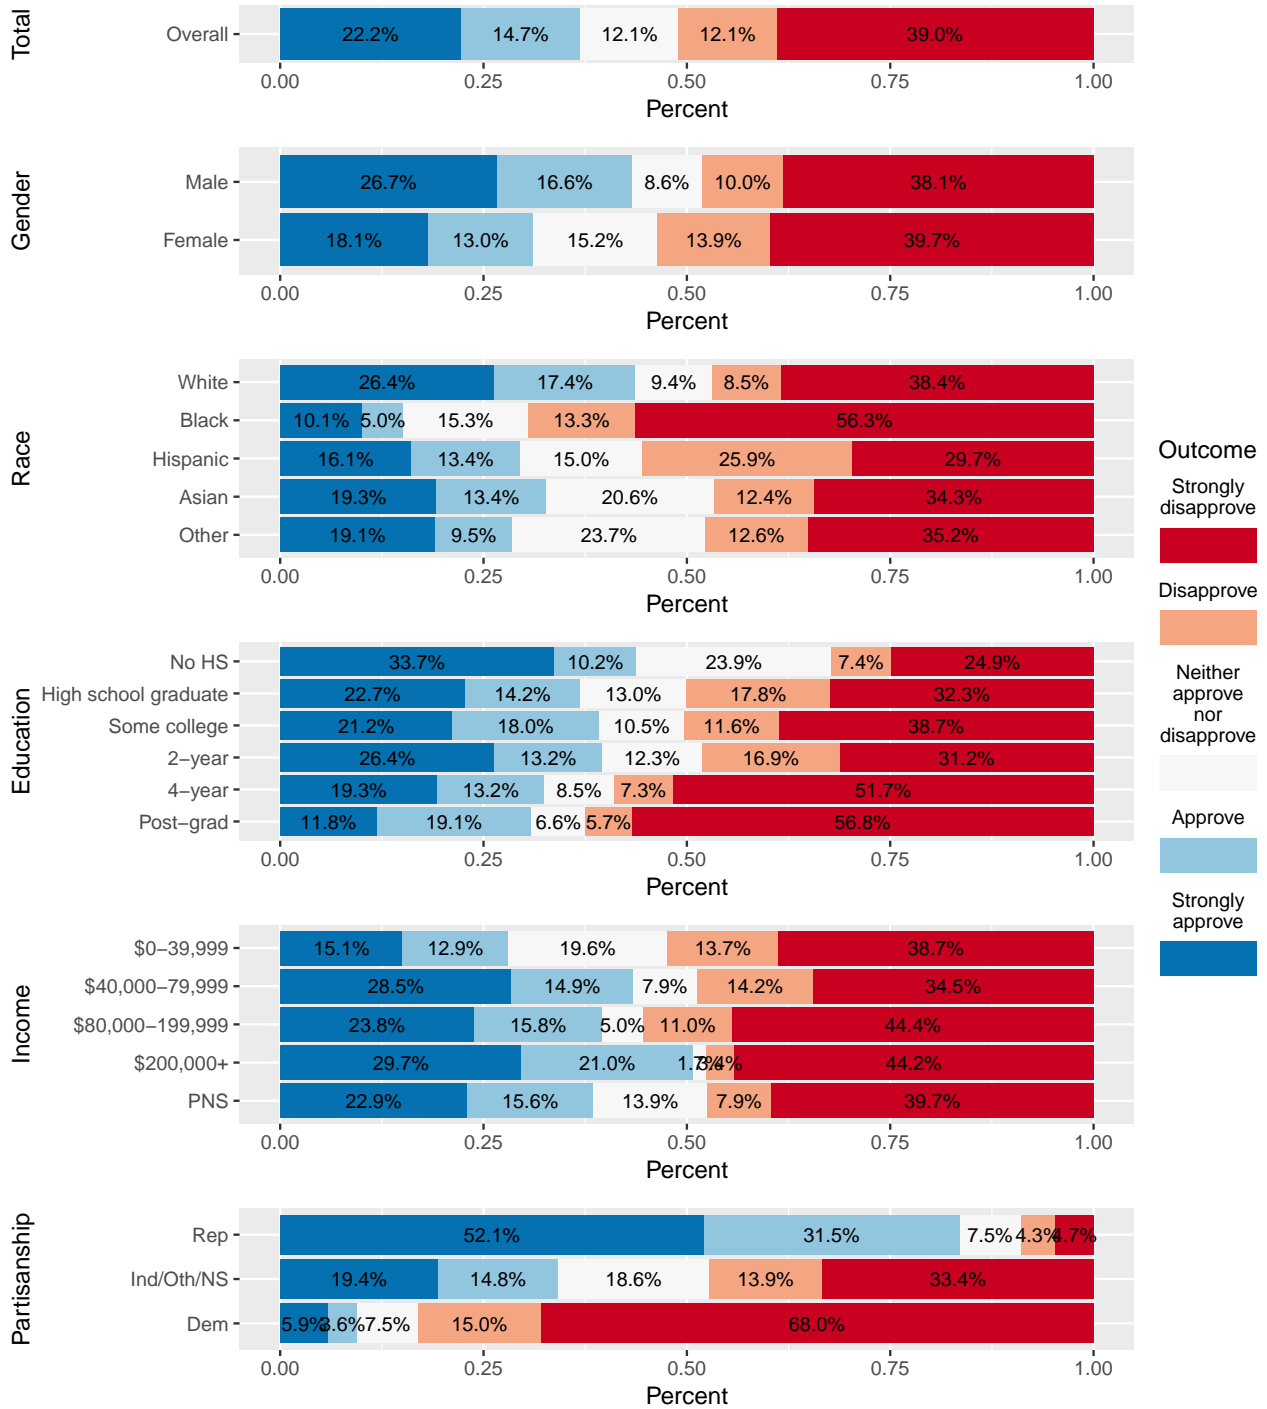 Total
Overall
22.2% 14.7% 12.1% 12.1% 39.0%
0.00 0.25 0.50 0.75 1.00
Percent
Gender
Male
26.7% 16.6% 8.6% 10.0% 38.1%
Female
18.1% 13.0% 15.2% 13.9% 39.7%
0.00 0.25 0.50 0.75 1.00
Percent
Race
White
26.4% 17.4% 9.4% 8.5% 38.4%
Black
10.1% 5.0% 15.3% 13.3% 56.3%
Hispanic
16.1% 13.4% 15.0% 25.9% 29.7%
Asian
19.3% 13.4% 20.6% 12.4% 34.3%
Other
19.1% 9.5% 23.7% 12.6% 35.2%
0.00 0.25 0.50 0.75 1.00
Percent
Education
No HS
33.7% 10.2% 23.9% 7.4% 24.9%
High school graduate
22.7% 14.2% 13.0% 17.8% 32.3%
Some college
21.2% 18.0% 10.5% 11.6% 38.7%
2−year
26.4% 13.2% 12.3% 16.9% 31.2%
4−year
19.3% 13.2% 8.5% 7.3% 51.7%
Post−grad
11.8% 19.1% 6.6% 5.7% 56.8%
0.00 0.25 0.50 0.75 1.00
Percent
Income
$0−39,999
15.1% 12.9% 19.6% 13.7% 38.7%
$40,000−79,999
28.5% 14.9% 7.9% 14.2% 34.5%
$80,000−199,999
23.8% 15.8% 5.0% 11.0% 44.4%
$200,000+
29.7% 21.0% 1.7% 3.4% 44.2%
PNS
22.9% 15.6% 13.9% 7.9% 39.7%
0.00 0.25 0.50 0.75 1.00
Percent
Partisanship
Rep
52.1% 31.5% 7.5% 4.3% 4.7%
Ind/Oth/NS
19.4% 14.8% 18.6% 13.9% 33.4%
Dem
5.9% 3.6% 7.5% 15.0% 68.0%
0.00 0.25 0.50 0.75 1.00
Percent
Outcome
Strongly
disapprove
Disapprove
Neither
approve
nor
disapprove
Approve
Strongly
approve